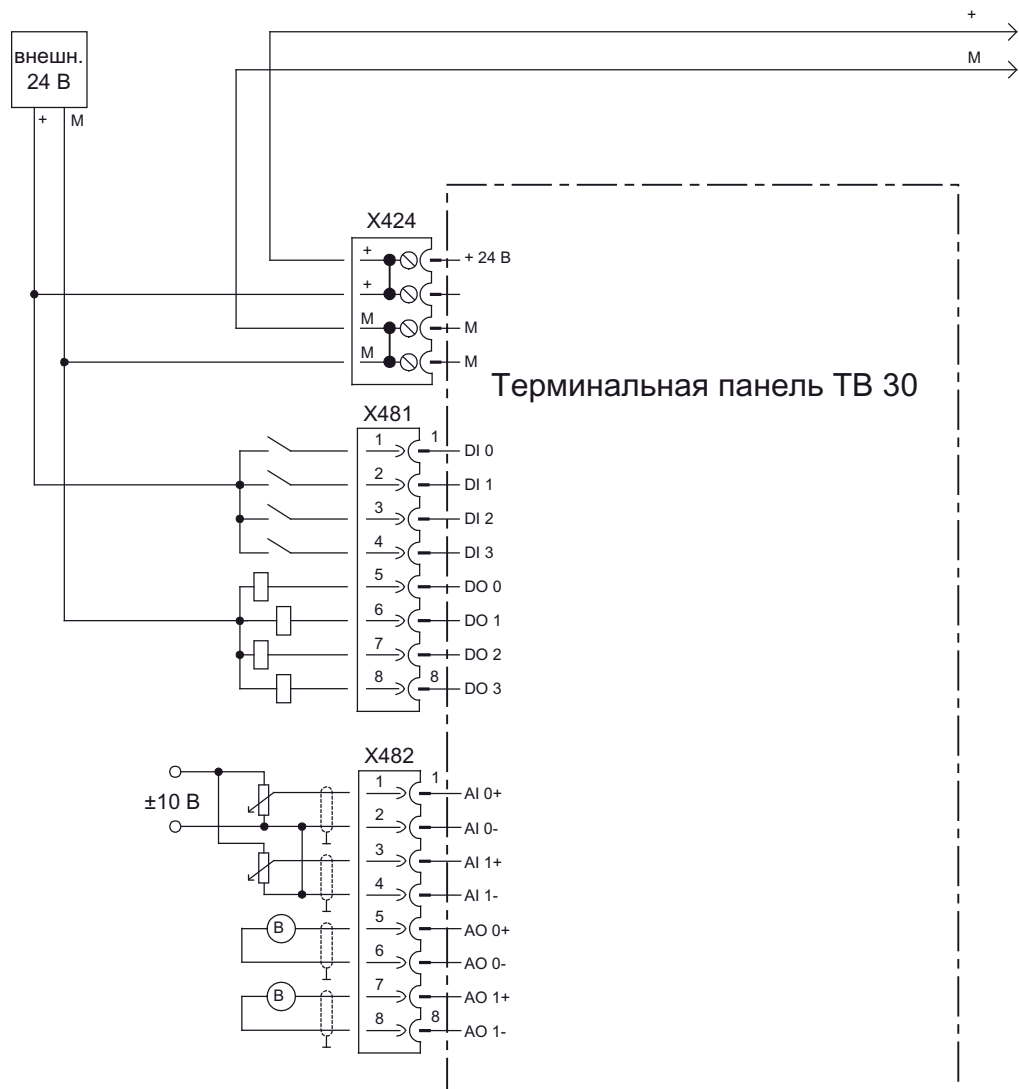 +
M
внешн.
24 В
+ M
X424
+
+ 24 В
+
M
M
M
M
Терминальная панель TB 30
X481
1 1 DI 0
2 DI 1
3 DI 2
4 DI 3
5 DO 0
6 DO 1
7 DO 2
8 8 DO 3
X482
±10 В
1 1 AI 0+
2 AI 0-
3 AI 1+
4 AI 1-
В 5 AO 0+
6 AO 0-
В 7 AO 1+
8 8 AO 1-